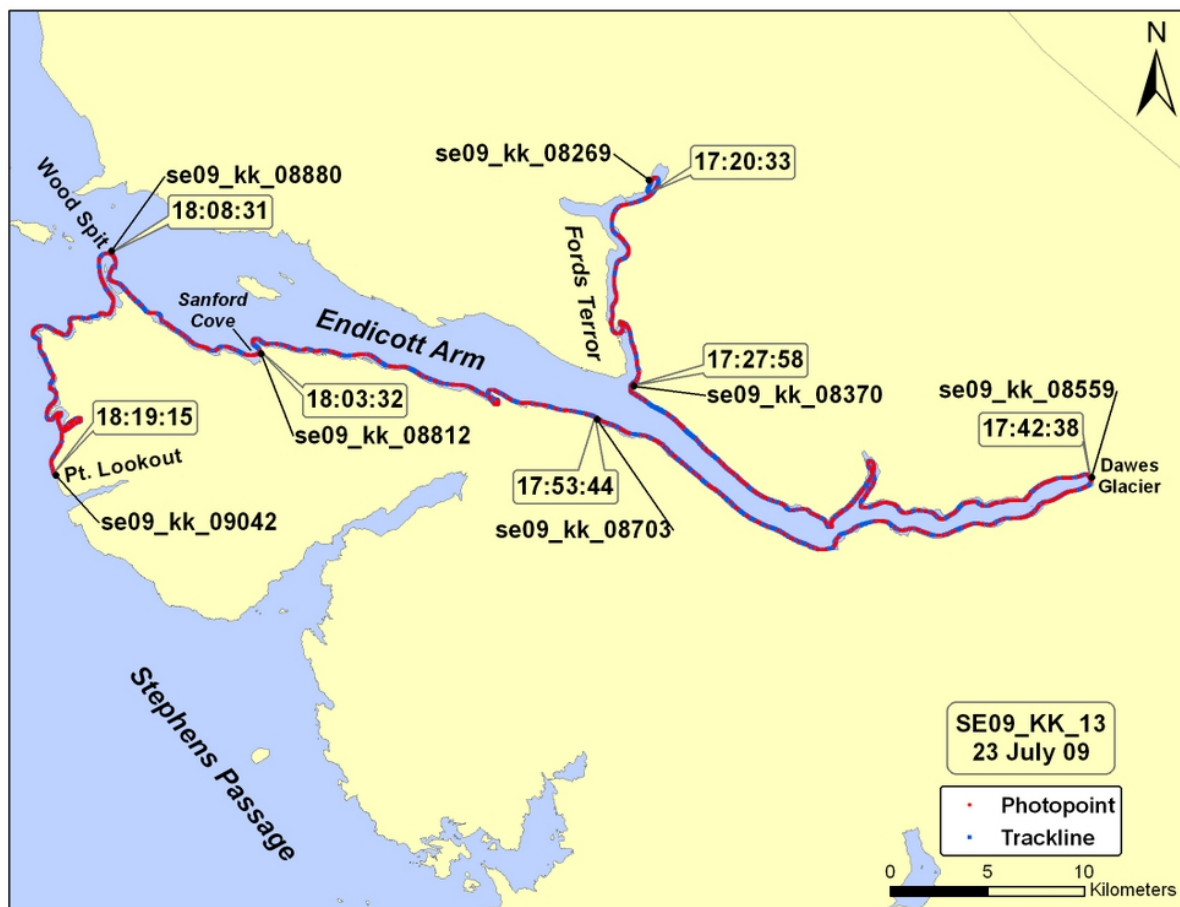 N
se09_kk_08269
17:20:33
Wood Spit
se09_kk_08880
18:08:31
Fords Terror
Sanford
Cove
Endicott Arm
17:27:58
se09_kk_08370
18:03:32
se09_kk_08812
se09_kk_08559
17:42:38
18:19:15
Pt. Lookout
Dawes
Glacier
17:53:44
se09_kk_09042
se09_kk_08703
Stephens Passage
SE09_KK_13
23 July 09
Photopoint
Trackline
0 5 10
Kilometers